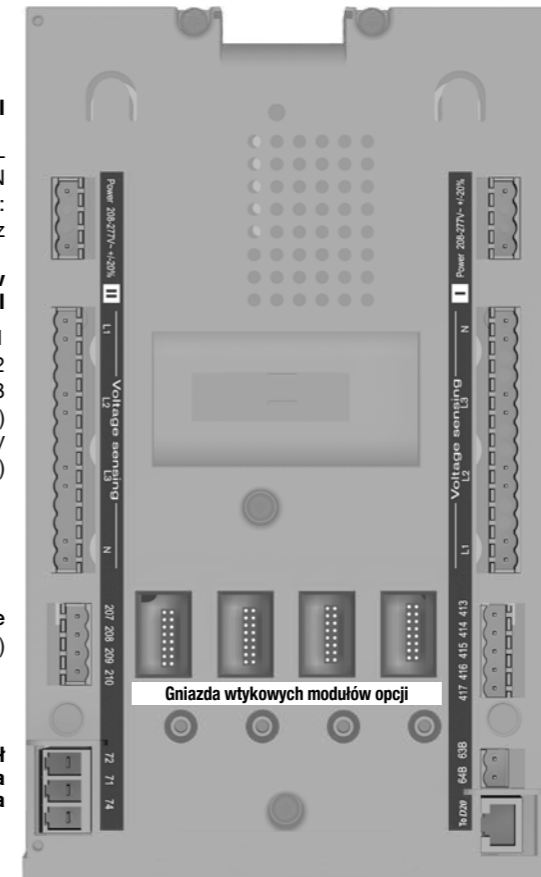 I
N
:
z
w
I
2
3
)
)
e
)
ł
a
a
Power 208-277V~ +/-20%
II
L1 L2 L3 N
Voltage sensing
207 208 209 210
72 71 74
Gniazda wtykowych modułów opcji
To D20
64B 63B
417 416 415 414 413
L1 L2 L3 N
Voltage sensing
I
Power 208-277V~ +/-20%